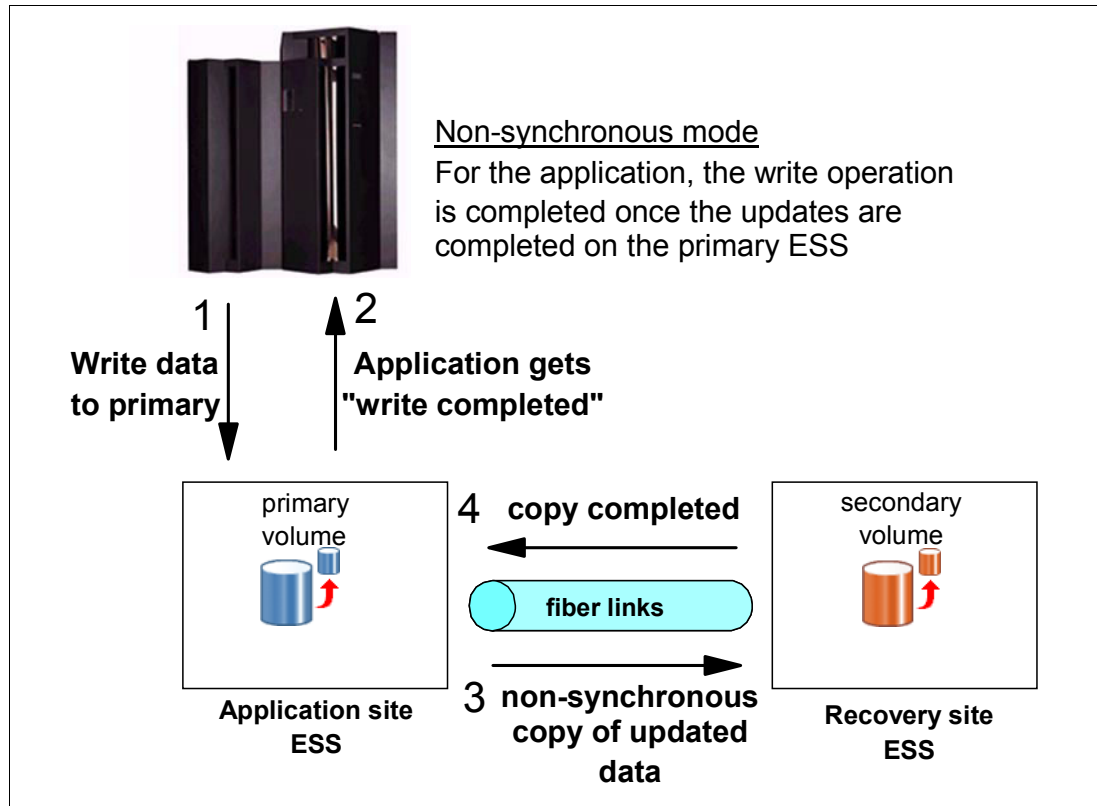 Non-synchronous mode
For the application, the write operation
is completed once the updates are
completed on the primary ESS
1
Write data
to primary
2
Application gets
"write completed"
primary
volume
4 copy completed
secondary
volume
fiber links
3 non-synchronous
copy of updated
data
Application site
ESS
Recovery site
ESS